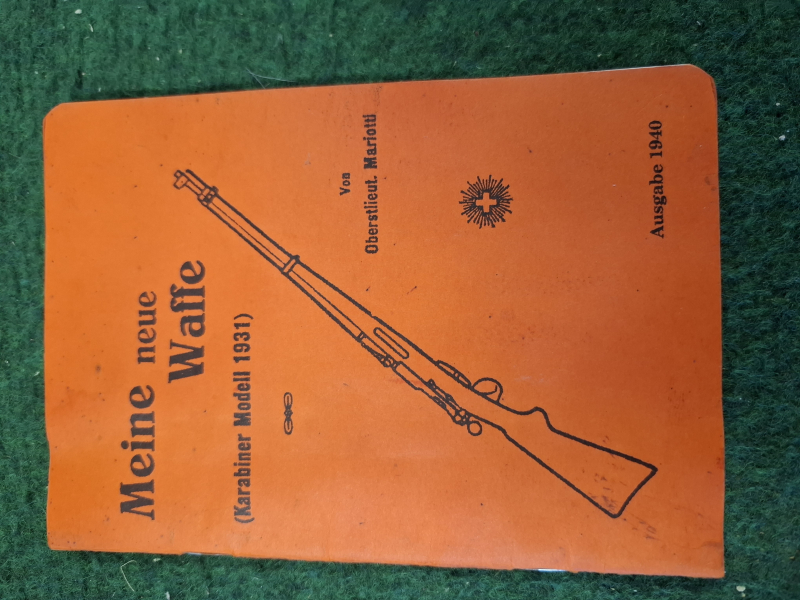 Meine neue
Waffe
(Karabiner Modell 1931)
Von
Oberstlieut. Mariotti
Ausgabe 1940